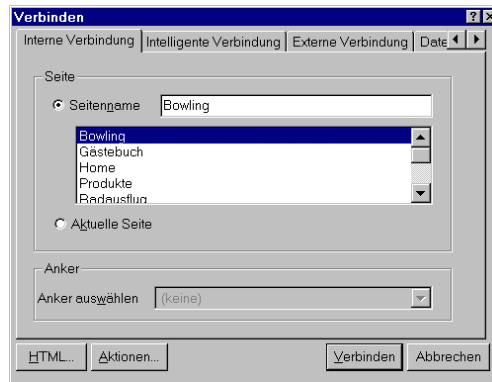 Verbinden
Interne Verbindung Intelligente Verbindung Externe Verbindung Date
Seite
Seitenname Bowling
Bowling
Gästebuch
Home
Produkte
Radausflug
Aktuelle Seite
Anker
Anker auswählen (keine)
HTML... Aktionen... Verbinden Abbrechen